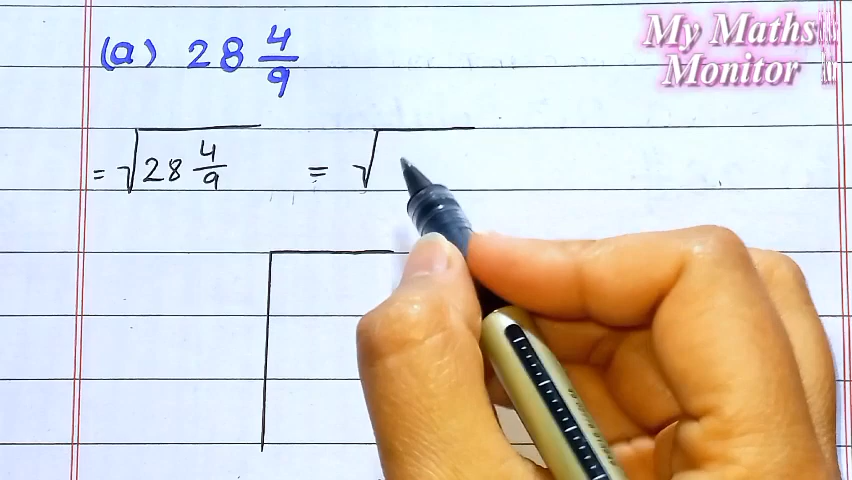 My Maths
Monitor
(a) 28 4/9
= √28 4/9 = √